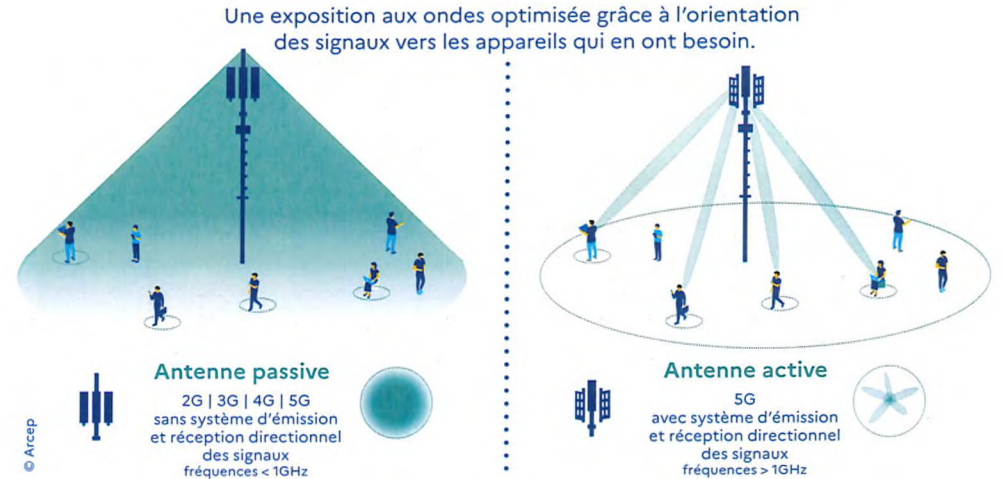 Une exposition aux ondes optimisée grâce à l'orientation
des signaux vers les appareils qui en ont besoin.
Antenne passive
2G | 3G | 4G | 5G
sans système d'émission
et réception directionnel
des signaux
fréquences < 1GHz
Antenne active
5G
avec système d'émission
et réception directionnel
des signaux
fréquences > 1GHz
© Arcep